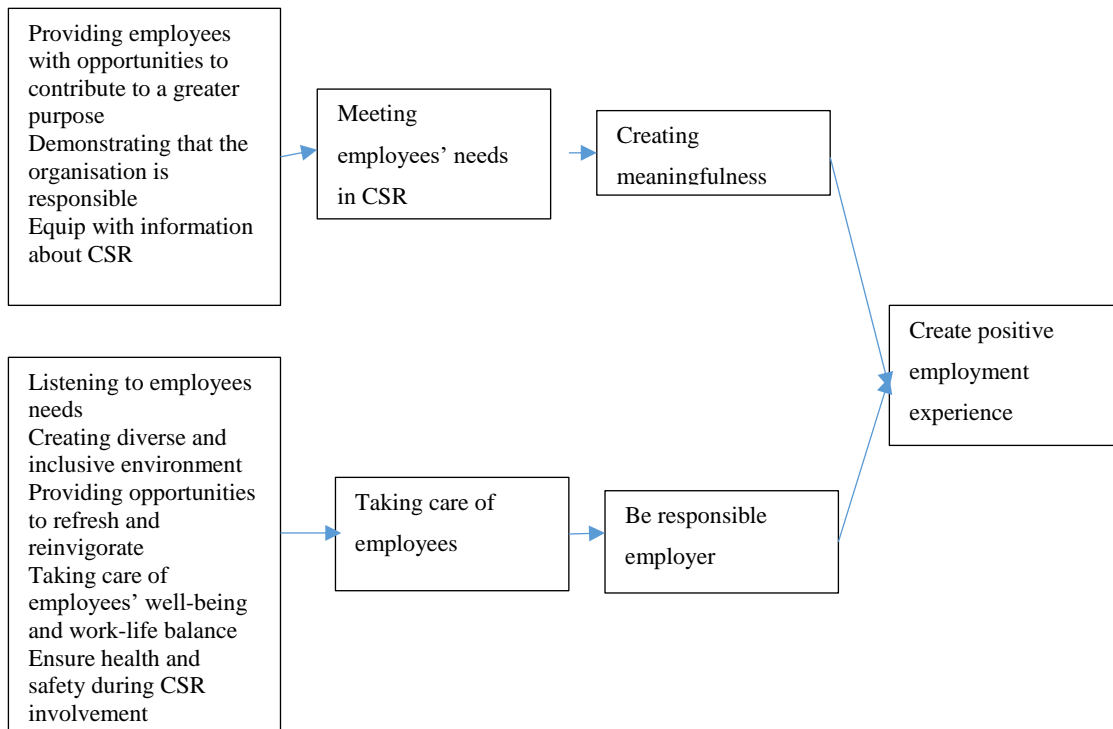 Providing employees
with opportunities to
contribute to a greater
purpose
Demonstrating that the
organisation is
responsible
Equip with information
about CSR
Meeting
employees’ needs
in CSR
Creating
meaningfulness
Create positive
employment
experience
Listening to employees
needs
Creating diverse and
inclusive environment
Providing opportunities
to refresh and
reinvigorate
Taking care of
employees’ well-being
and work-life balance
Ensure health and
safety during CSR
involvement
Taking care of
employees
Be responsible
employer